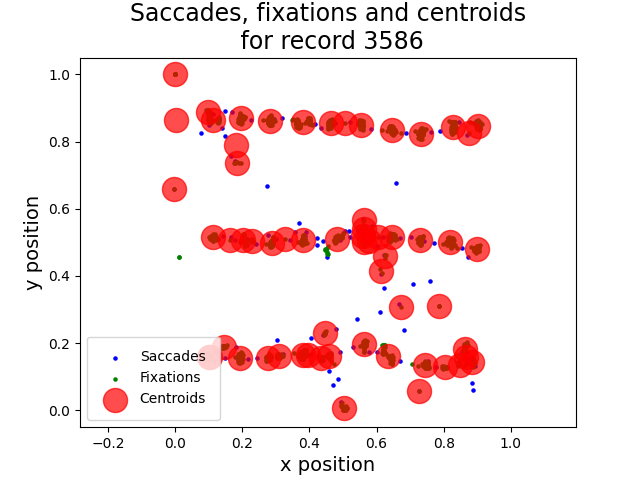 Saccades, fixations and centroids
for record 3586
y position
1.0
0.8
0.6
0.4
0.2
0.0
Saccades
Fixations
Centroids
−0.2
0.0
0.2
0.4
0.6
0.8
1.0
x position